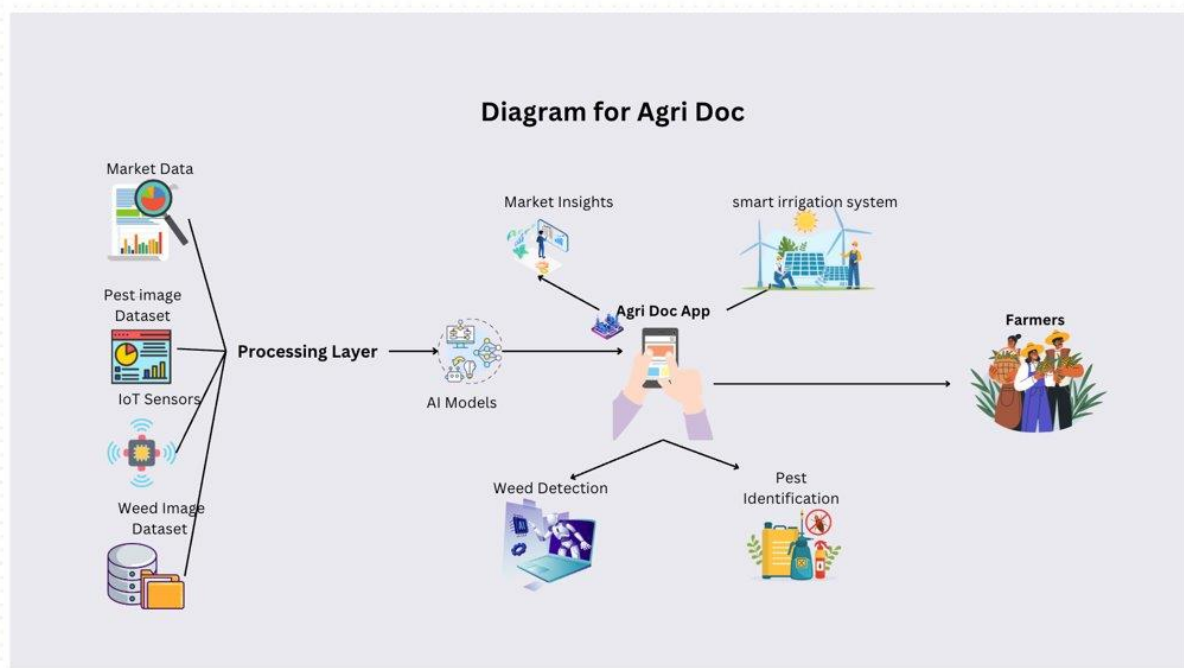 Diagram for Agri Doc
Market Data
Pest image
Dataset
IoT Sensors
Weed Image
Dataset
Processing Layer
AI Models
Market Insights
smart irrigation system
Agri Doc App
Weed Detection
Pest
Identification
Farmers